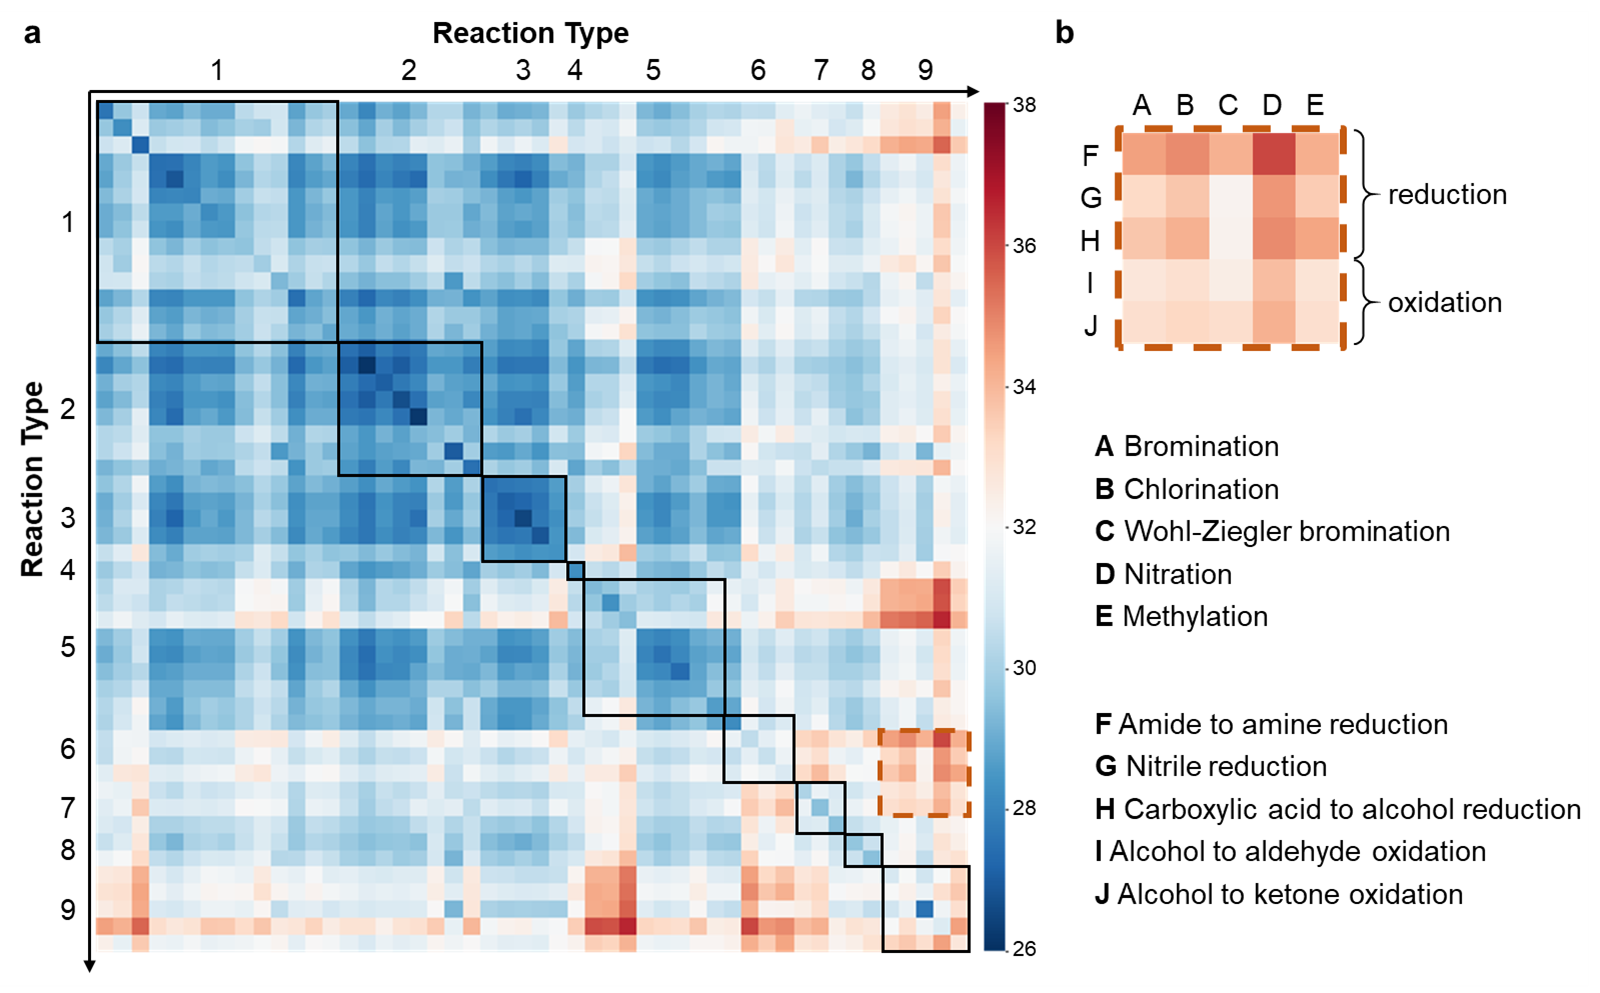 a
Reaction Type
1 2 3 4 5 6 7 8 9
Reaction Type
1
2
3
4
5
6
7
8
9
38
36
34
32
30
28
26
b
A B C D E
F
G
H
I
J
reduction
oxidation
A Bromination
B Chlorination
C Wohl-Ziegler bromination
D Nitration
E Methylation
F Amide to amine reduction
G Nitrile reduction
H Carboxylic acid to alcohol reduction
I Alcohol to aldehyde oxidation
J Alcohol to ketone oxidation